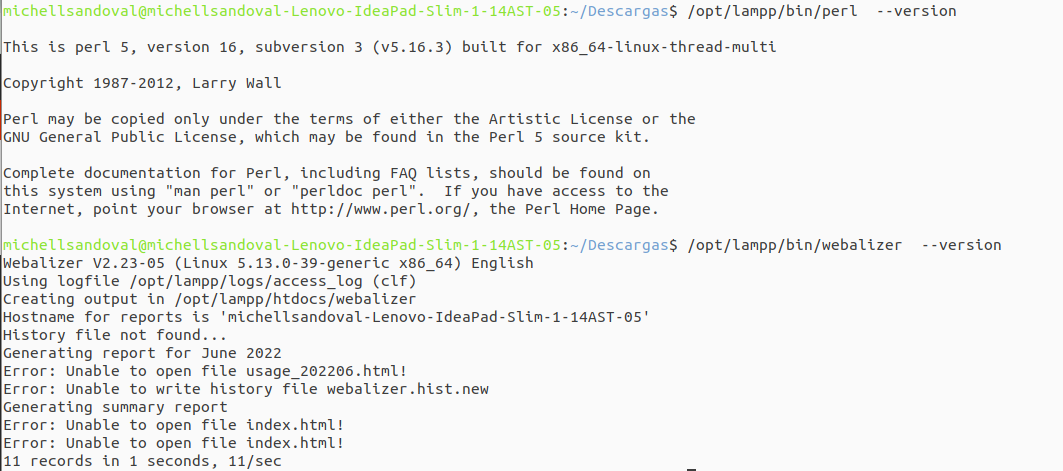 michellsandoval@michellsandoval-Lenovo-IdeaPad-Slim-1-14AST-05:~/Descargas$ /opt/lampp/bin/perl  --version
This is perl 5, version 16, subversion 3 (v5.16.3) built for x86_64-linux-thread-multi
Copyright 1987-2012, Larry Wall
Perl may be copied only under the terms of either the Artistic License or the
GNU General Public License, which may be found in the Perl 5 source kit.
Complete documentation for Perl, including FAQ lists, should be found on
this system using "man perl" or "perldoc perl".  If you have access to the
Internet, point your browser at http://www.perl.org/, the Perl Home Page.
michellsandoval@michellsandoval-Lenovo-IdeaPad-Slim-1-14AST-05:~/Descargas$ /opt/lampp/bin/webalizer  --version
Webalizer V2.23-05 (Linux 5.13.0-39-generic x86_64) English
Using logfile /opt/lampp/logs/access_log (clf)
Creating output in /opt/lampp/htdocs/webalizer
Hostname for reports is 'michellsandoval-Lenovo-IdeaPad-Slim-1-14AST-05'
History file not found...
Generating report for June 2022
Error: Unable to open file usage_202206.html!
Error: Unable to write history file webalizer.hist.new
Generating summary report
Error: Unable to open file index.html!
Error: Unable to open file index.html!
11 records in 1 seconds, 11/sec